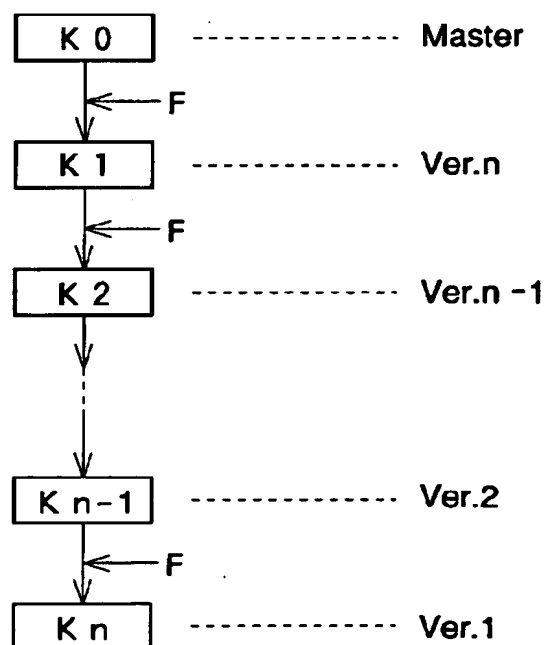 K 0 Master
F
K 1 Ver.n
F
K 2 Ver.n -1
K n-1 Ver.2
F
K n Ver.1